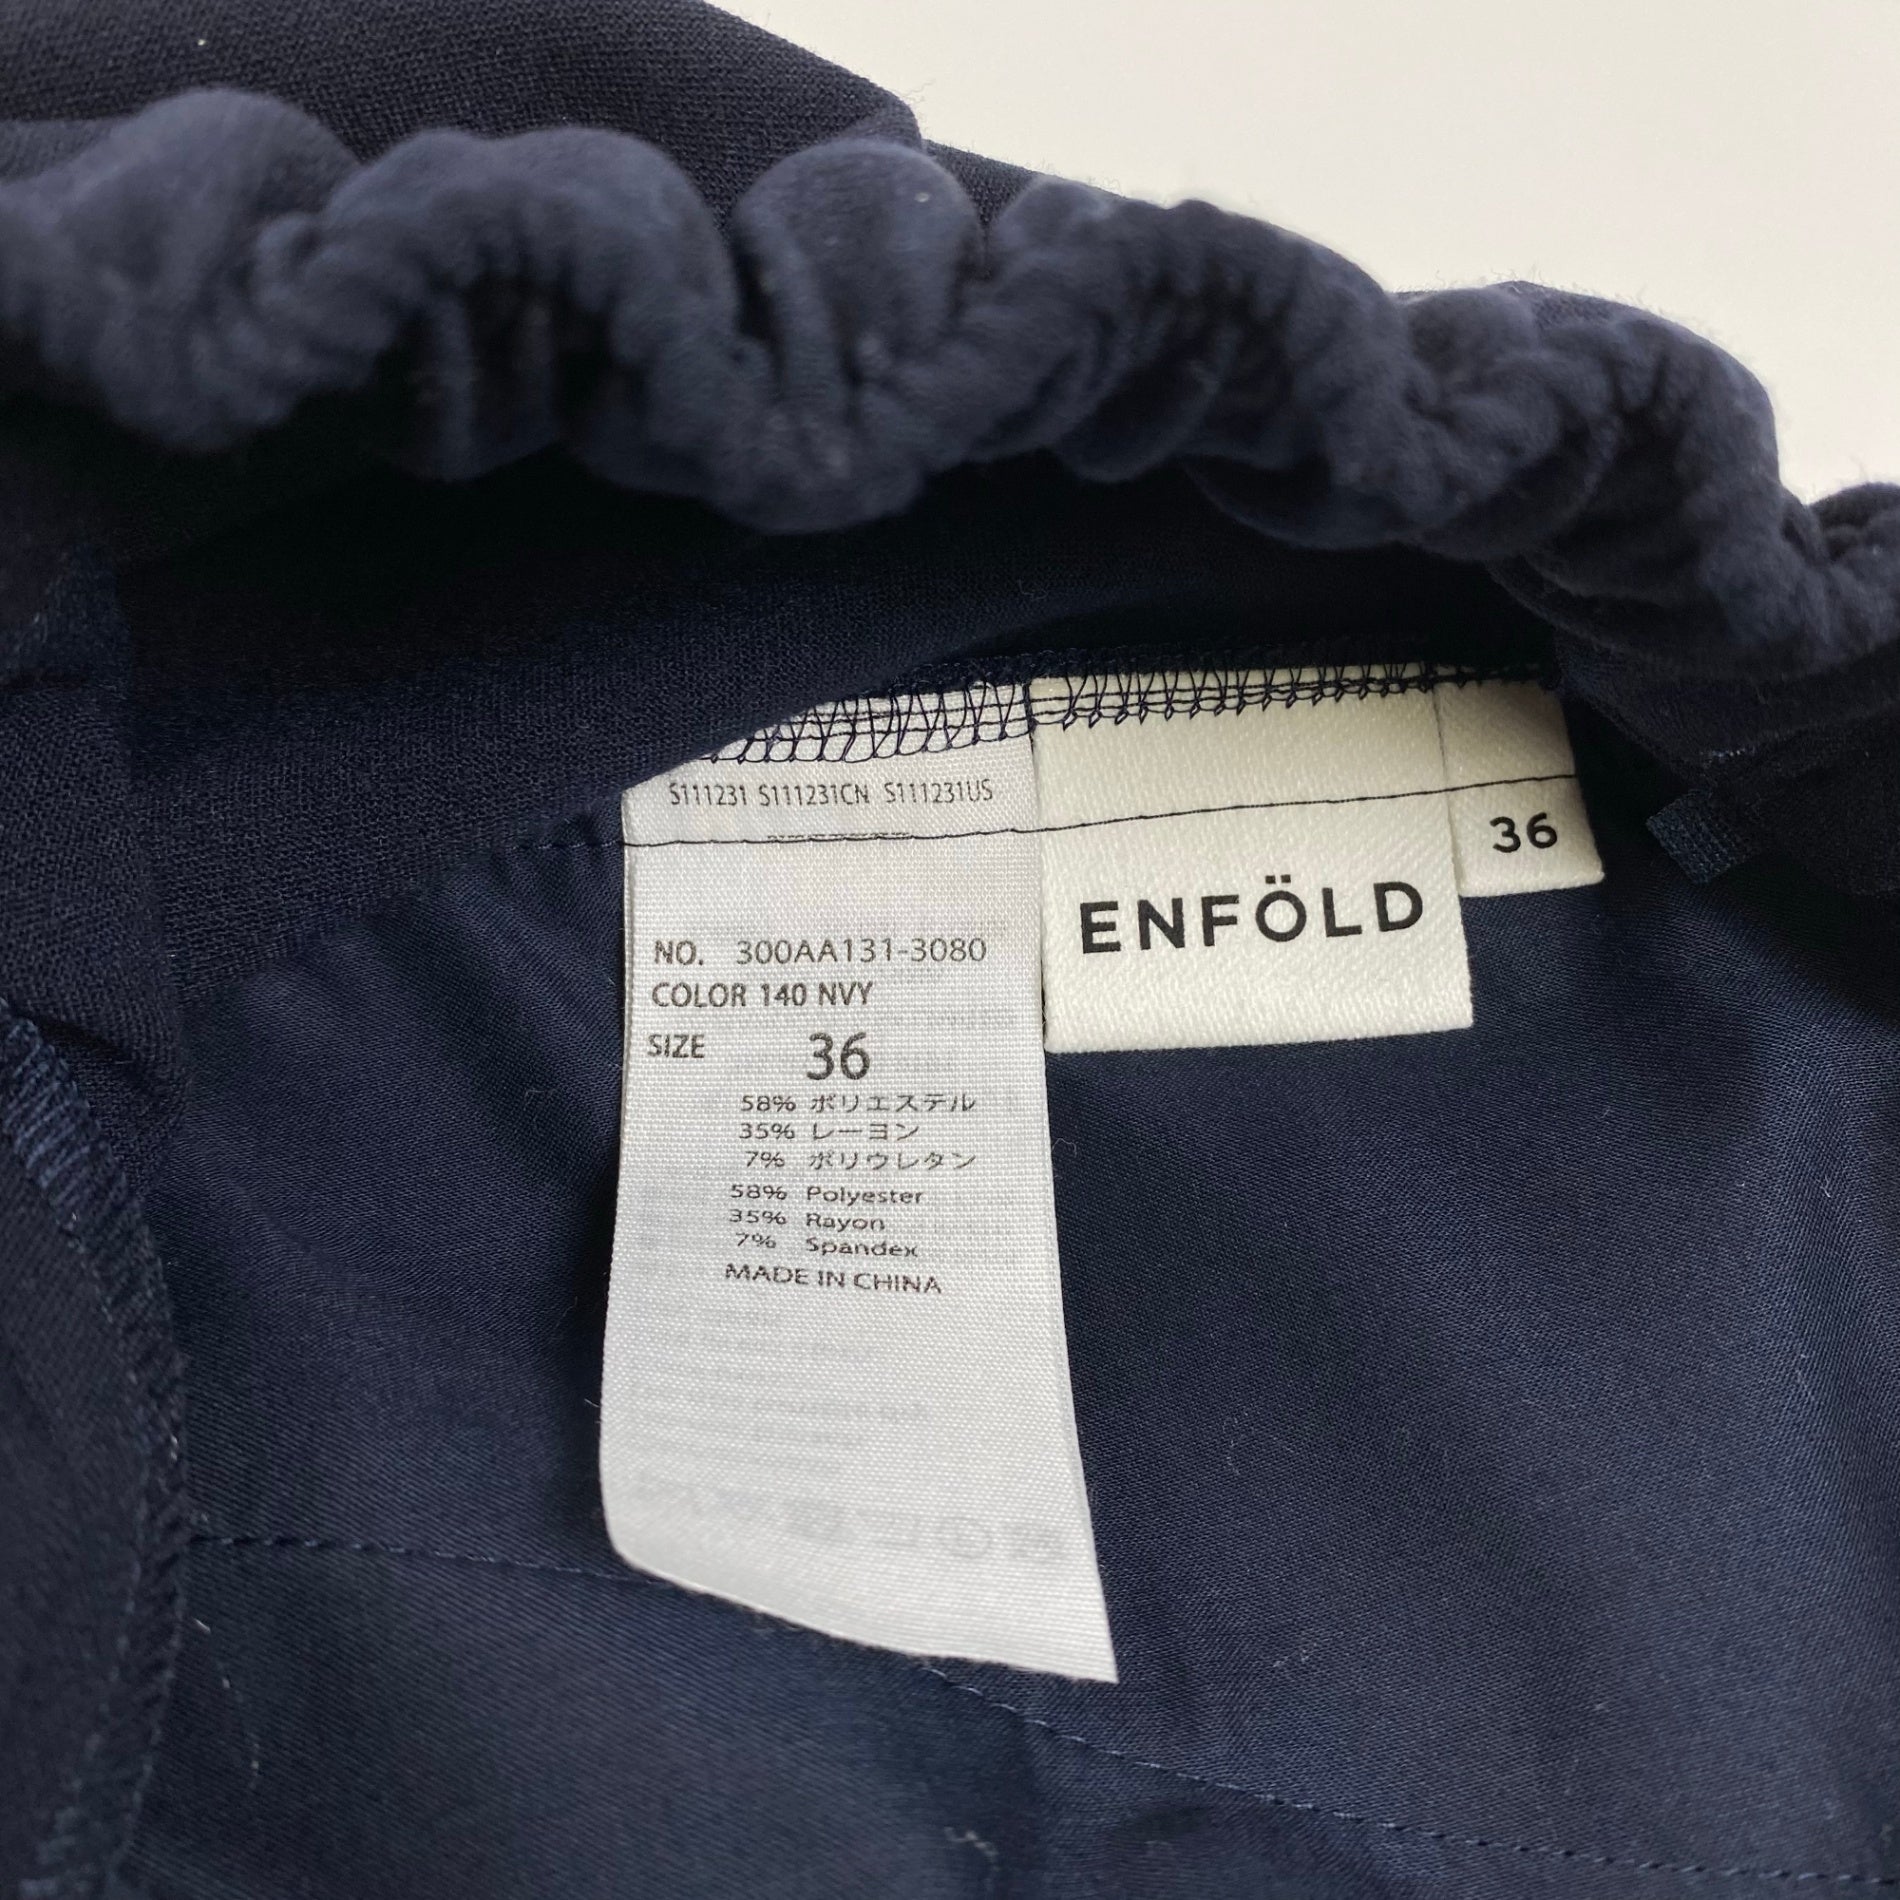 S111231 S111231CN S111231US
NO. 300AA131-3080
COLOR 140 NVY
SIZE 36
58% ポリエステル
35% レーヨン
7% ポリウレタン
58% Polyester
35% Rayon
7% Spandex
MADE IN CHINA
ENFÖLD
36